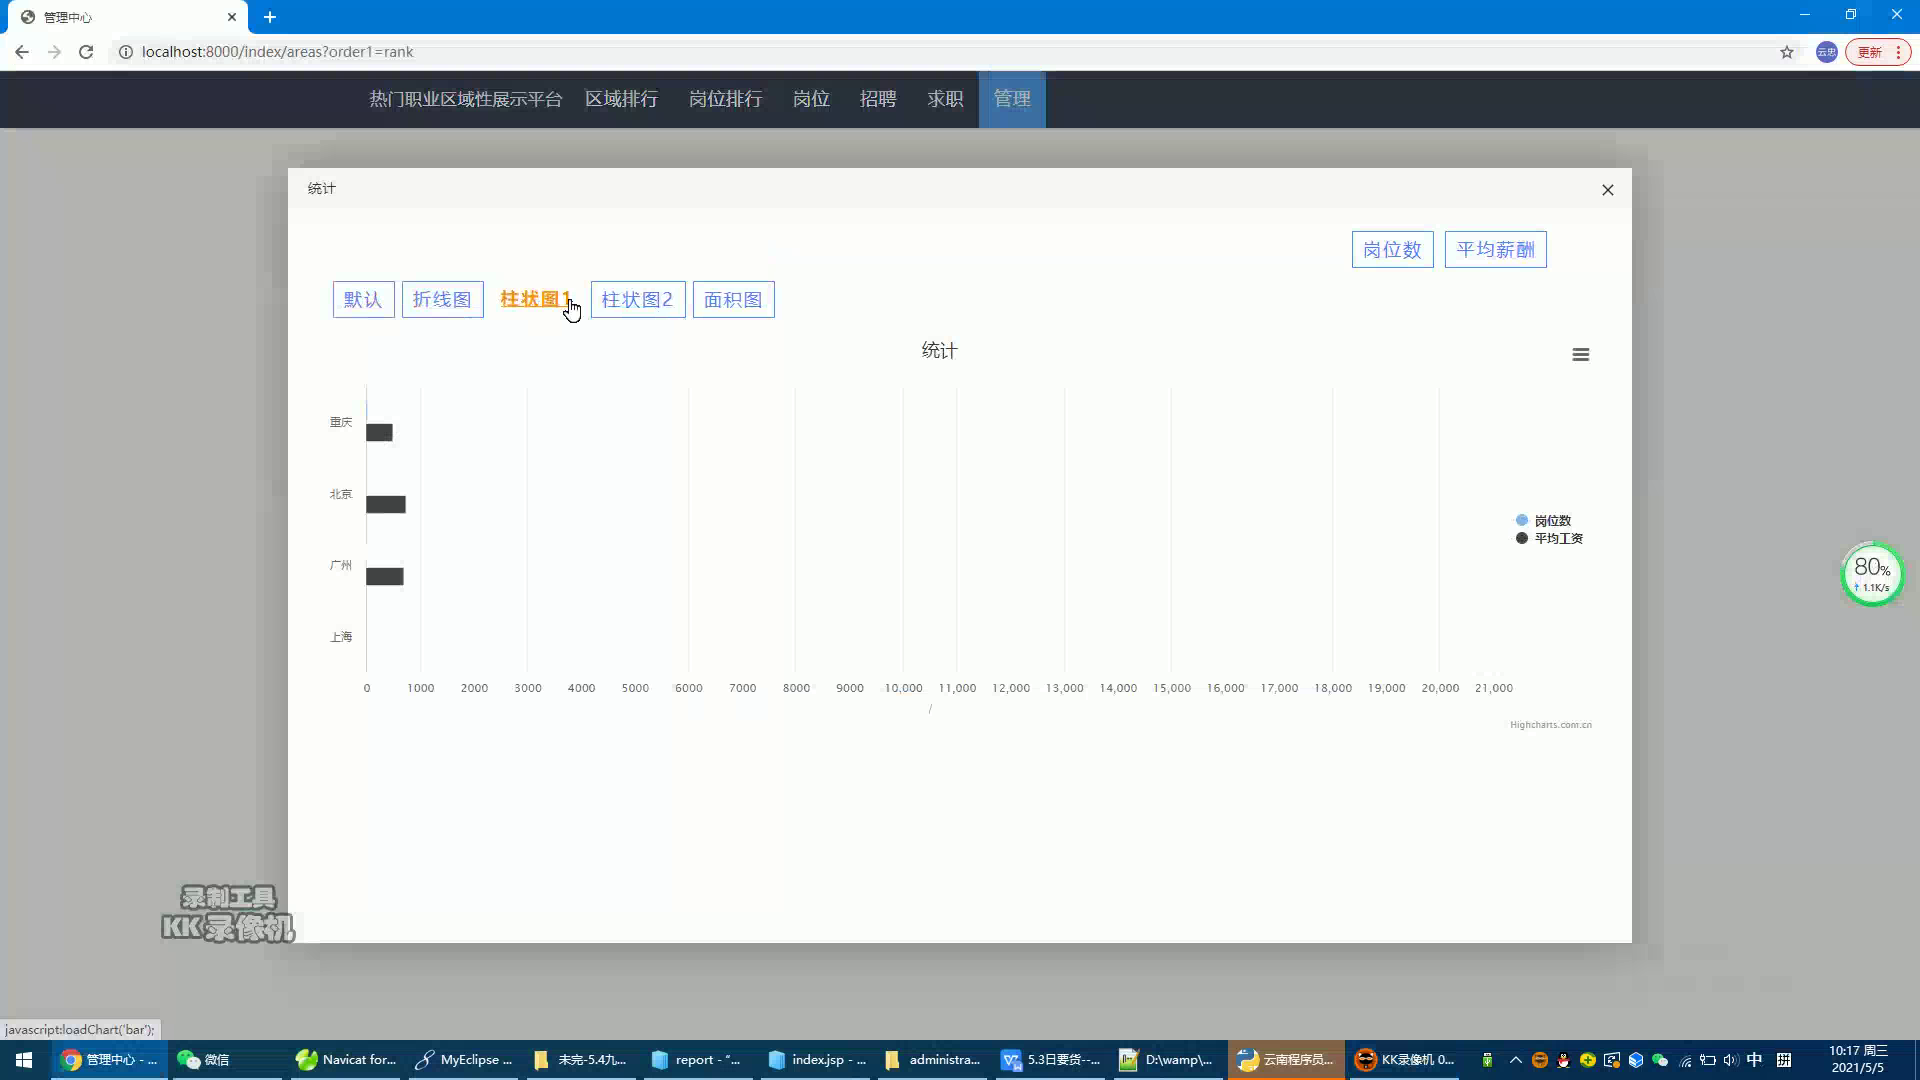 管理中心
localhost:8000/index/areas?order1=rank
云忠
更新
热门职业区域性展示平台 区域排行 岗位排行 岗位 招聘 求职 管理
统计
岗位数 平均薪酬
默认 折线图 柱状图1 柱状图2 面积图
统计
重庆
北京
广州
上海
岗位数
平均工资
0 1000 2000 3000 4000 5000 6000 7000 8000 9000 10,000 11,000 12,000 13,000 14,000 15,000 16,000 17,000 18,000 19,000 20,000 21,000
/
Highcharts.com.cn
80%
1.1K/s
录制工具
KK录像机
javascript:loadChart('bar');
管理中心 - ... 微信 Navicat for... MyEclipse ... 未完-5.4九... report - “... index.jsp - ... administra... 5.3日要货--... D:\wamp\... 云南程序员... KK录像机 0... 中 拼
10:17 周三
2021/5/5